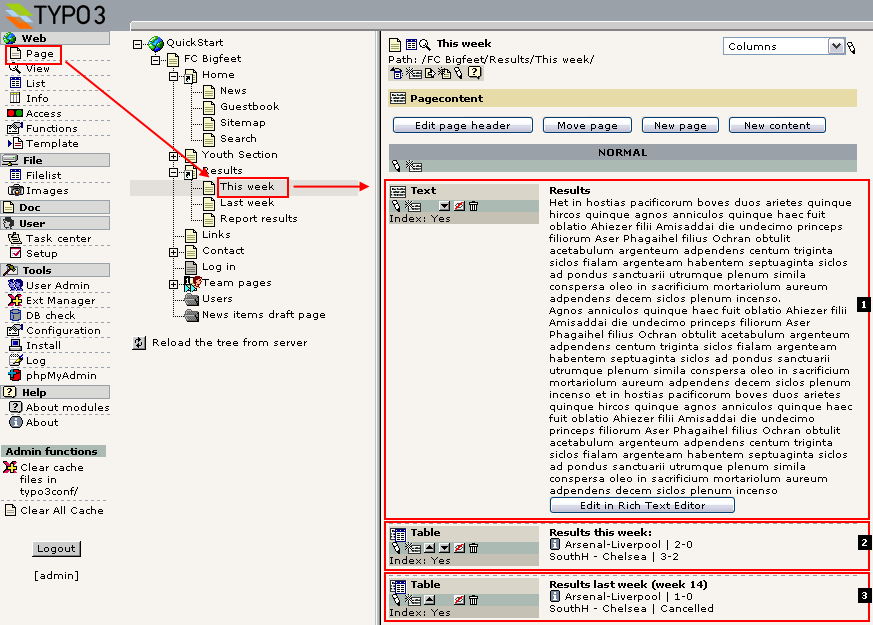 TYPO3
Web
Page
View
List
Info
Access
Functions
Template
File
Filelist
Images
Doc
User
Task center
Setup
Tools
User Admin
Ext Manager
DB check
Configuration
Install
Log
phpMyAdmin
Help
About modules
About
Admin functions
Clear cache
files in
typo3conf/
Clear All Cache
Logout
[admin]
QuickStart
FC Bigfeet
Home
News
Guestbook
Sitemap
Search
Youth Section
Results
This week
Last week
Report results
Links
Contact
Log in
Team pages
Users
News items draft page
Reload the tree from server
This week
Columns
Path: /FC Bigfeet/Results/This week/
Pagecontent
Edit page header
Move page
New page
New content
NORMAL
Text
Index: Yes
Results
Het in hostias pacificorum boves duos arietes quinque
hircos quinque agnos anniculos quinque haec fuit
oblatio Ahiezer filii Amisaddai die undecimo princeps
filiorum Aser Phagaihel filius Ochran obtulit
acetabulum argenteum adpendens centum triginta
siclos fialam argenteam habentem septuaginta siclos
ad pondus sanctuarii utrumque plenum simila
conspersa oleo in sacrificium mortariolum aureum
adpendens decem siclos plenum incenso.
Agnos anniculos quinque haec fuit oblatio Ahiezer filii
Amisaddai die undecimo princeps filiorum Aser
Phagaihel filius Ochran obtulit acetabulum argenteum
adpendens centum triginta siclos fialam argenteam
habentem septuaginta siclos ad pondus sanctuarii
utrumque plenum simila conspersa oleo in sacrificium
mortariolum aureum adpendens decem siclos plenum
incenso et in hostias pacificorum boves duos arietes
quinque hircos quinque agnos anniculos quinque haec
fuit oblatio Ahiezer filii Amisaddai die undecimo
princeps filiorum Aser Phagaihel filius Ochran obtulit
acetabulum argenteum adpendens centum triginta
siclos fialam argenteam habentem septuaginta siclos
ad pondus sanctuarii utrumque plenum simila
conspersa oleo in sacrificium mortariolum aureum
adpendens decem siclos plenum incenso
Edit in Rich Text Editor
1
Table
Index: Yes
Results this week:
Arsenal-Liverpool | 2-0
SouthH - Chelsea | 3-2
2
Table
Index: Yes
Results last week (week 14)
Arsenal-Liverpool | 1-0
SouthH - Chelsea | Cancelled
3